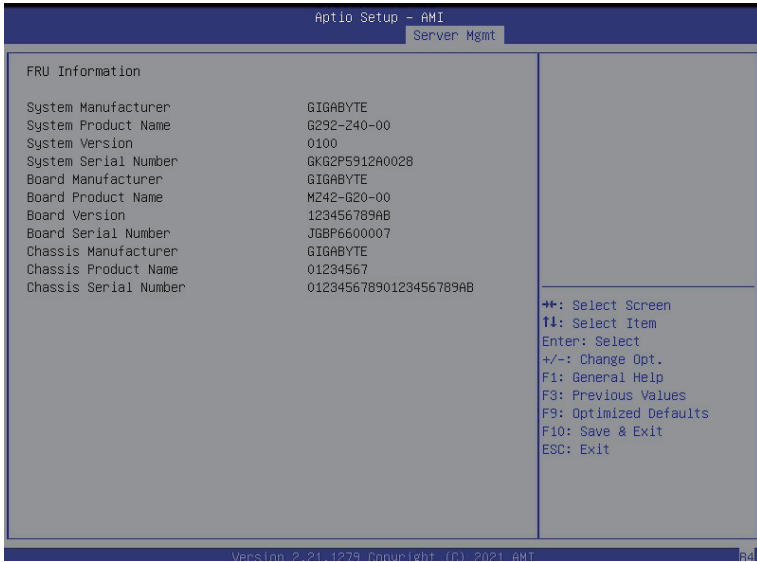 Aptio Setup – AMI
Server Mgmt
FRU Information
System Manufacturer GIGABYTE
System Product Name G292-Z40-00
System Version 0100
System Serial Number GKG2P5912A0028
Board Manufacturer GIGABYTE
Board Product Name MZ42-G20-00
Board Version 123456789AB
Board Serial Number JGBP6600007
Chassis Manufacturer GIGABYTE
Chassis Product Name 01234567
Chassis Serial Number 01234567890123456789AB
→←: Select Screen
↑↓: Select Item
Enter: Select
+/-: Change Opt.
F1: General Help
F3: Previous Values
F9: Optimized Defaults
F10: Save & Exit
ESC: Exit
Version 2.21.1279 Copyright (C) 2021 AMI
B4